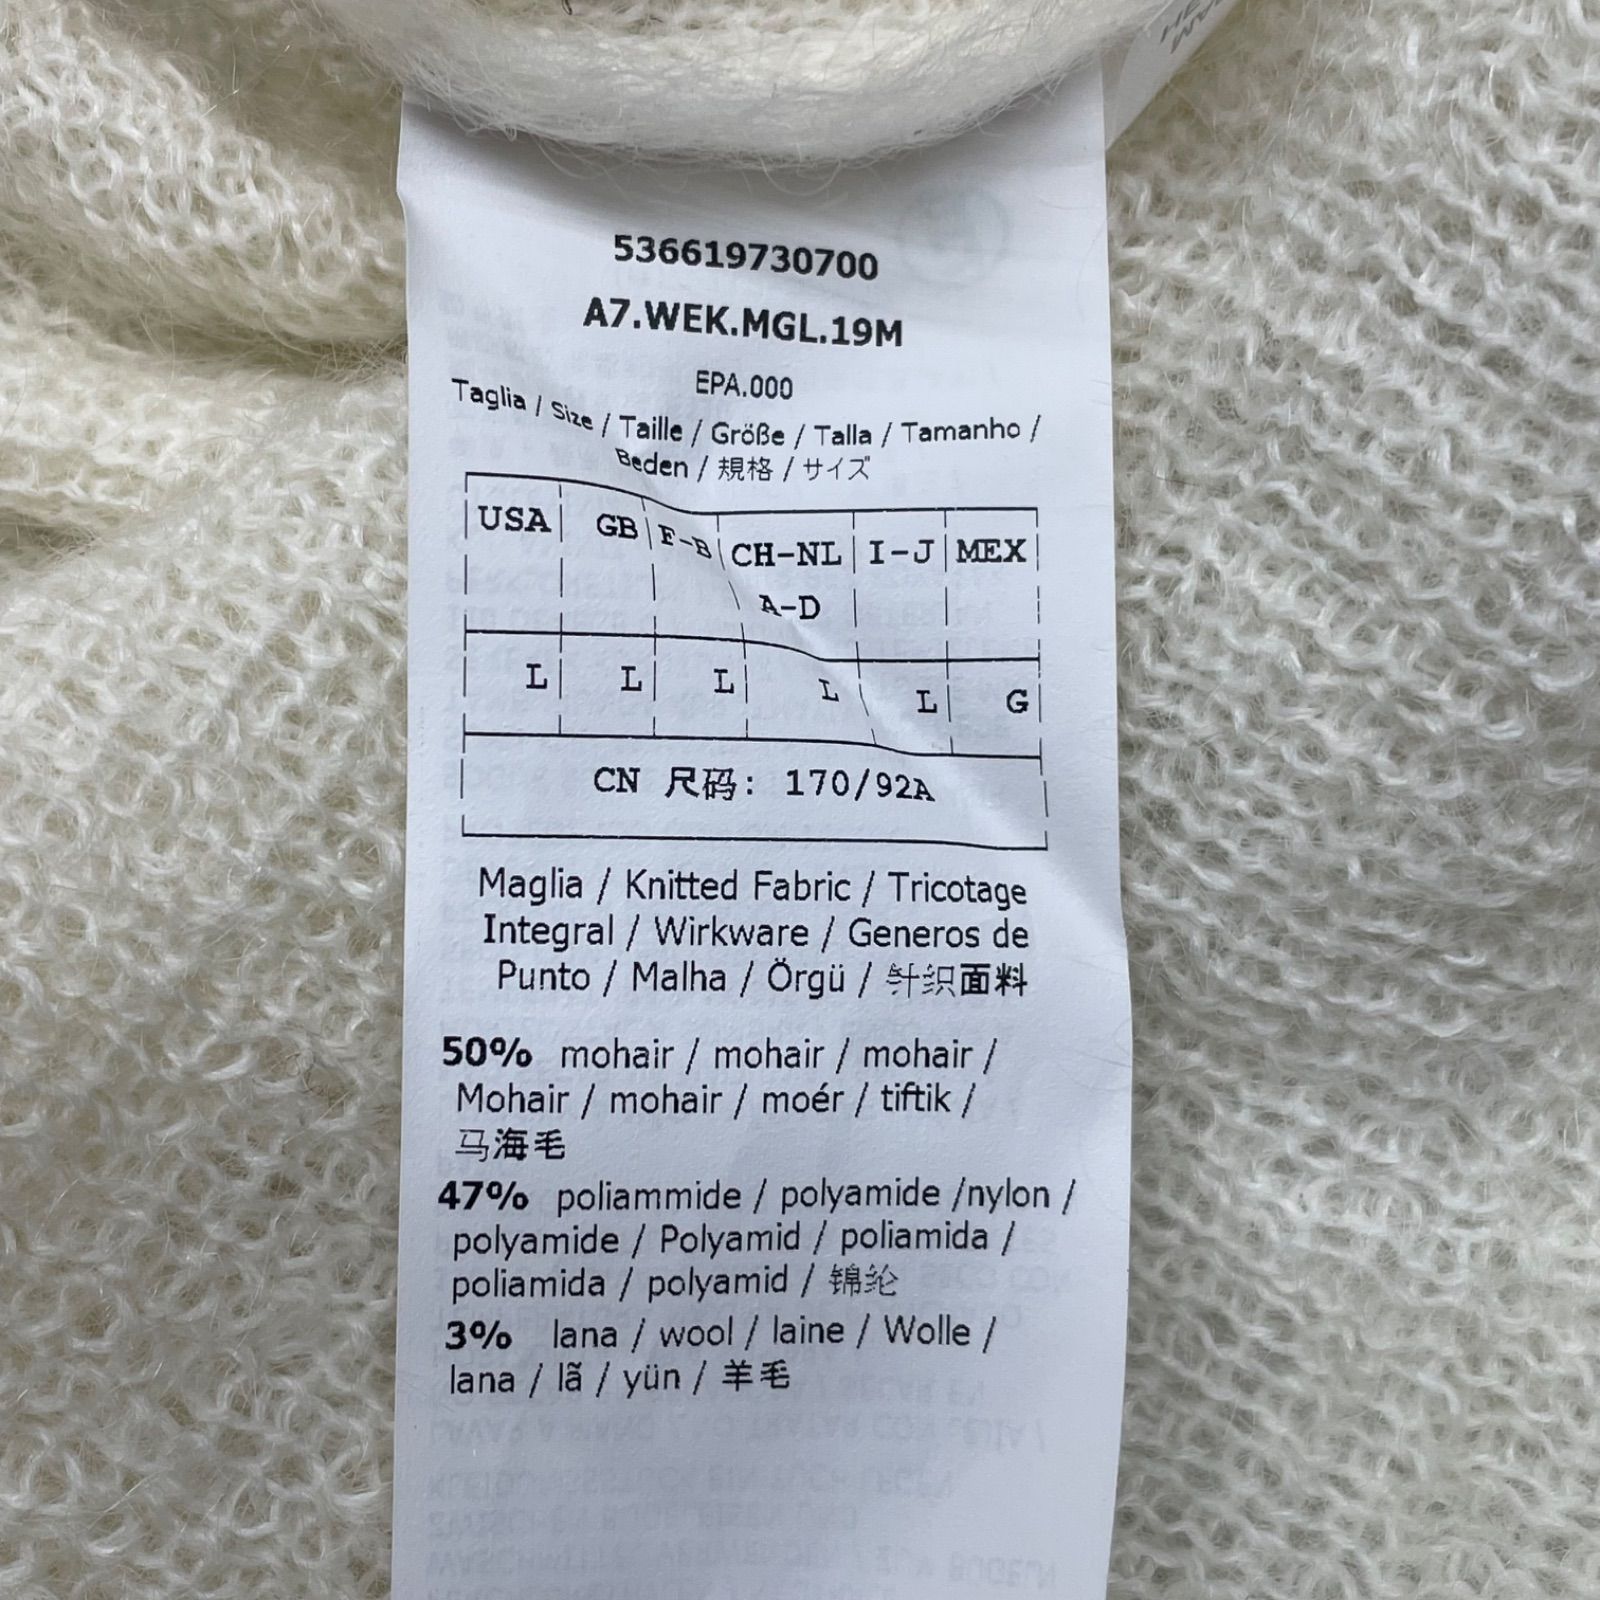 536619730700
A7.WEK.MGL.19M
EPA.000
Taglia / Size / Taille / Größe / Talla / Tamanho /
Beden / 規格 / サイズ
USA GB F-B CH-NL I-J MEX
A-D
L L L L L G
CN 尺码: 170/92A
Maglia / Knitted Fabric / Tricotage
Integral / Wirkware / Generos de
Punto / Malha / Örgü / 针织面料
50% mohair / mohair / mohair /
Mohair / mohair / moér / tiftik /
马海毛
47% poliammide / polyamide /nylon /
polyamide / Polyamid / poliamida /
poliamida / polyamid / 锦纶
3% lana / wool / laine / Wolle /
lana / lã / yün / 羊毛